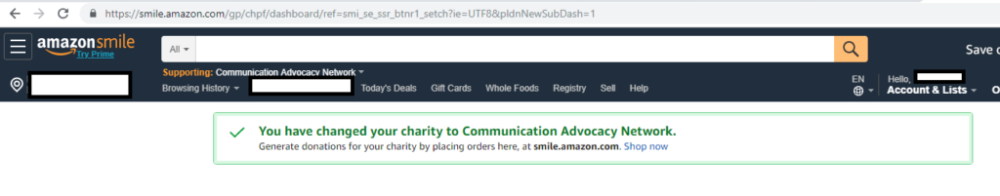 https://smile.amazon.com/gp/chpf/dashboard/ref=smi_se_ssr_btnr1_setch?ie=UTF8&pldnNewSubDash=1
amazonsmile
Try Prime
All
Save
Supporting: Communication Advocacy Network
Browsing History Today's Deals Gift Cards Whole Foods Registry Sell Help
EN
Hello,
Account & Lists
You have changed your charity to Communication Advocacy Network.
Generate donations for your charity by placing orders here, at smile.amazon.com. Shop now